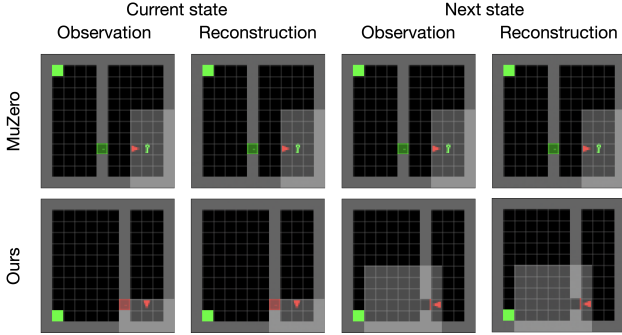 Current state
Next state
Observation
Reconstruction
Observation
Reconstruction
MuZero
Ours